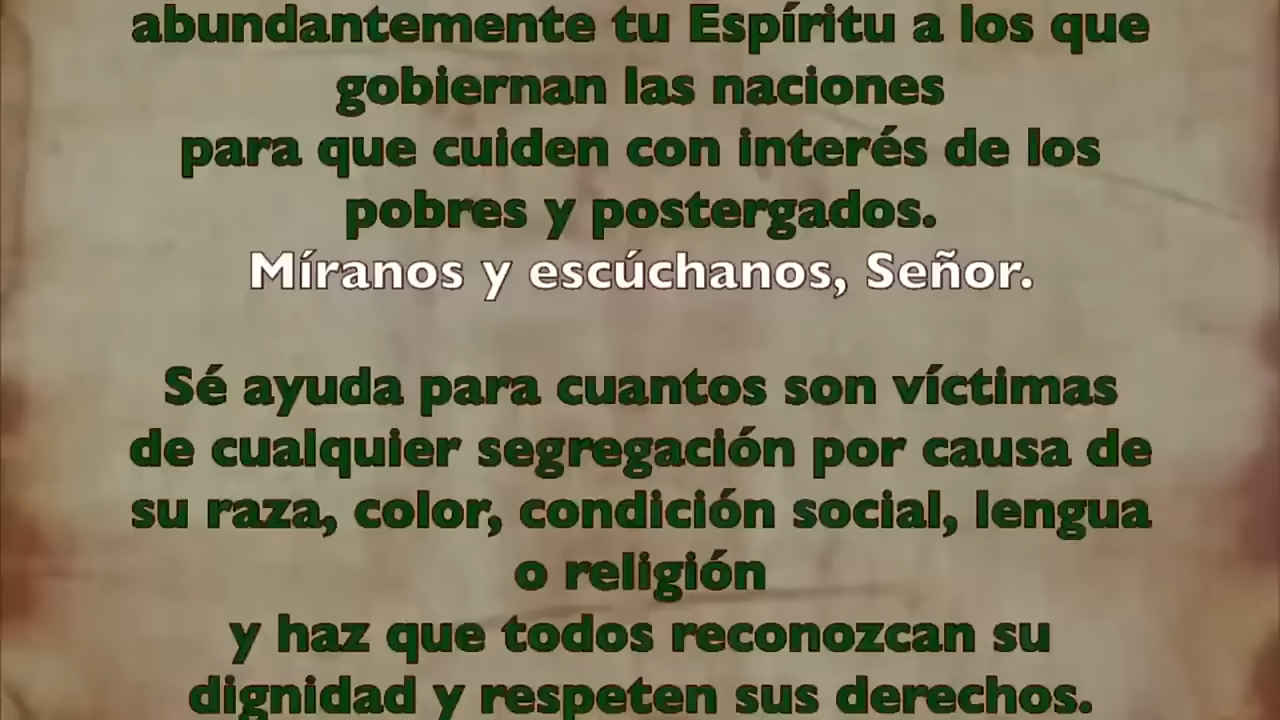 abundantemente tu Espíritu a los que
gobiernan las naciones
para que cuiden con interés de los
pobres y postergados.
Míranos y escúchanos, Señor.
Sé ayuda para cuantos son víctimas
de cualquier segregación por causa de
su raza, color, condición social, lengua
o religión
y haz que todos reconozcan su
dignidad y respeten sus derechos.